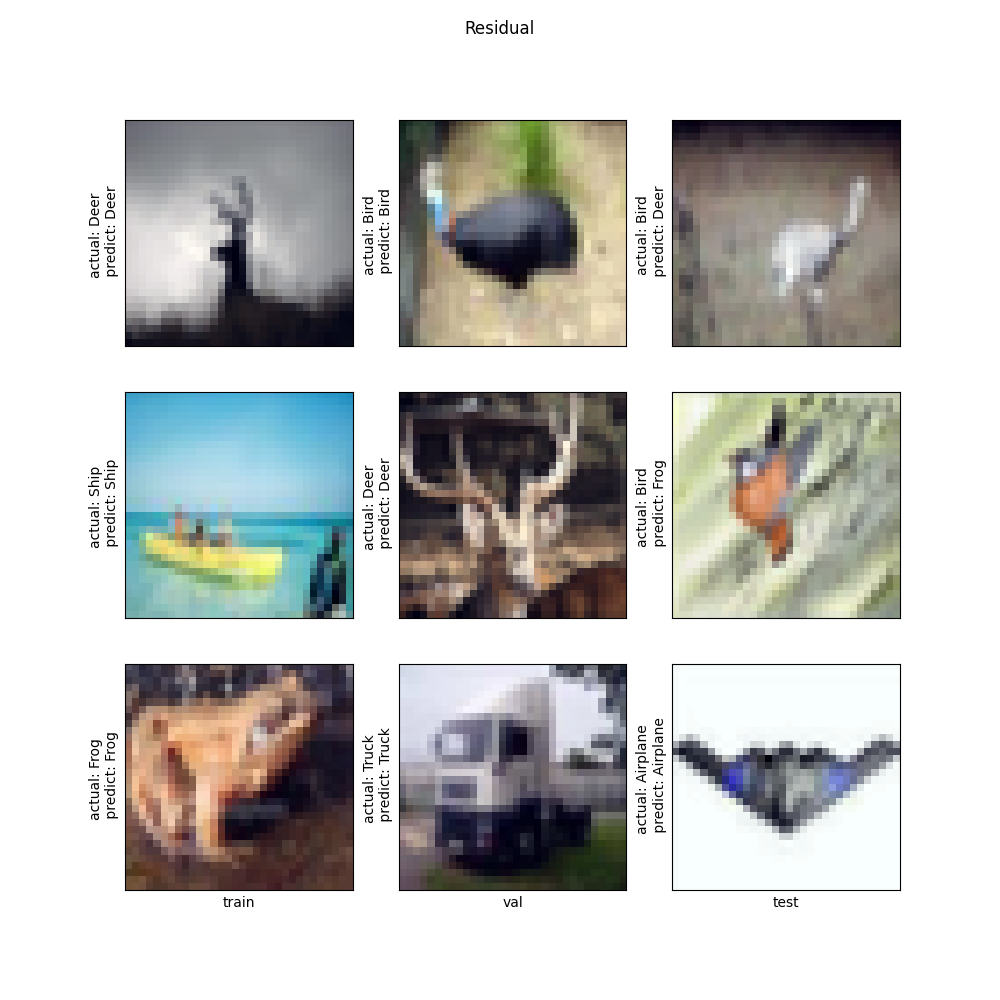 Residual
actual: Deer
predict: Deer
actual: Bird
predict: Bird
actual: Bird
predict: Deer
actual: Ship
predict: Ship
actual: Deer
predict: Deer
actual: Bird
predict: Frog
actual: Frog
predict: Frog
actual: Truck
predict: Truck
actual: Airplane
predict: Airplane
train
val
test